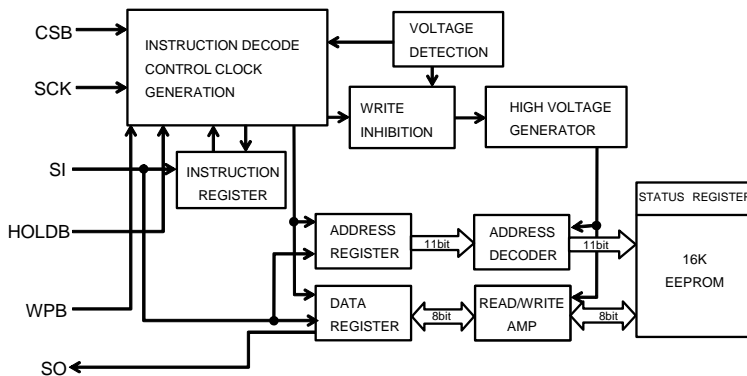 CSB
SCK
SI
HOLDB
WPB
SO
INSTRUCTION DECODE
CONTROL CLOCK
GENERATION
VOLTAGE
DETECTION
WRITE
INHIBITION
HIGH VOLTAGE
GENERATOR
INSTRUCTION
REGISTER
ADDRESS
REGISTER
11bit
ADDRESS
DECODER
11bit
DATA
REGISTER
8bit
READ/WRITE
AMP
8bit
STATUS REGISTER
16K
EEPROM